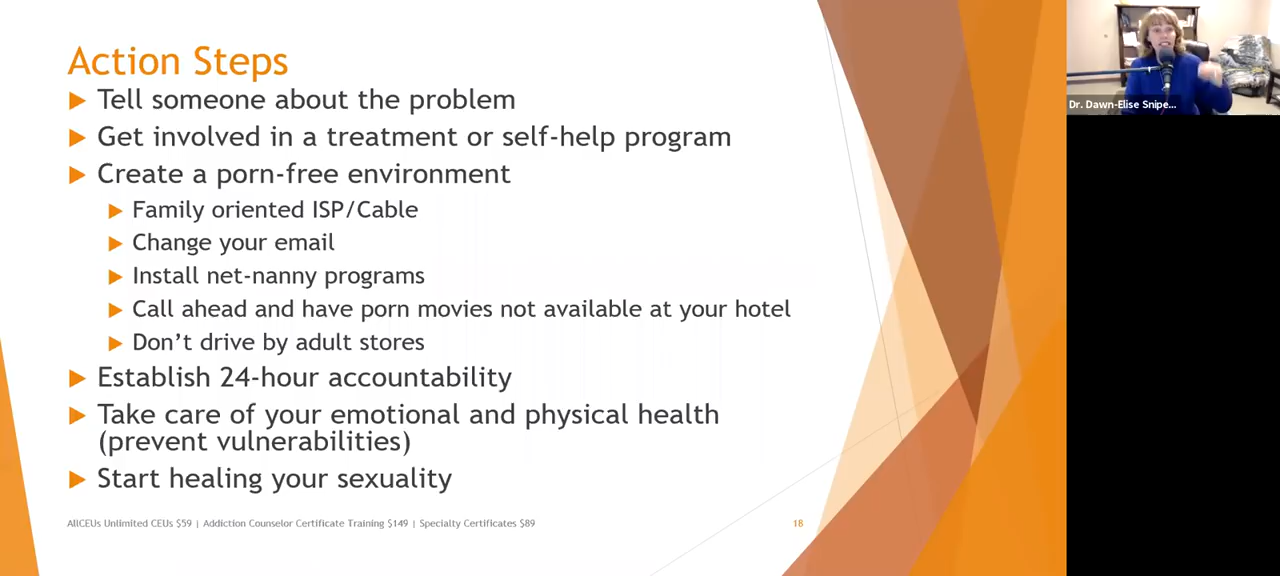 Action Steps
Tell someone about the problem
Get involved in a treatment or self-help program
Create a porn-free environment
Family oriented ISP/Cable
Change your email
Install net-nanny programs
Call ahead and have porn movies not available at your hotel
Don't drive by adult stores
Establish 24-hour accountability
Take care of your emotional and physical health
(prevent vulnerabilities)
Start healing your sexuality
AllCEUs Unlimited CEUs $59 | Addiction Counselor Certificate Training $149 | Specialty Certificates $89
18
Dr. Dawn-Elise Snipe...